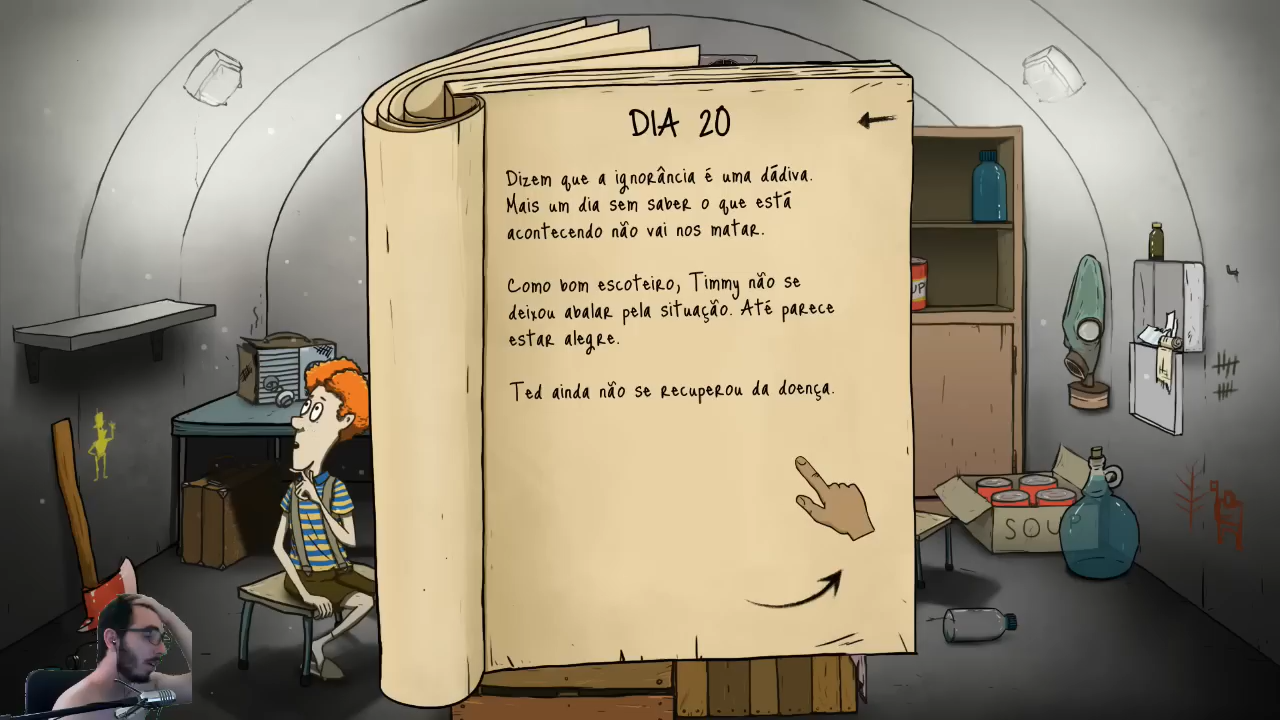 DIA 20
Dizem que a ignorância é uma dádiva.
Mais um dia sem saber o que está
acontecendo não vai nos matar.
Como bom escoteiro, Timmy não se
deixou abalar pela situação. Até parece
estar alegre.
Ted ainda não se recuperou da doença.
UP
SOUP